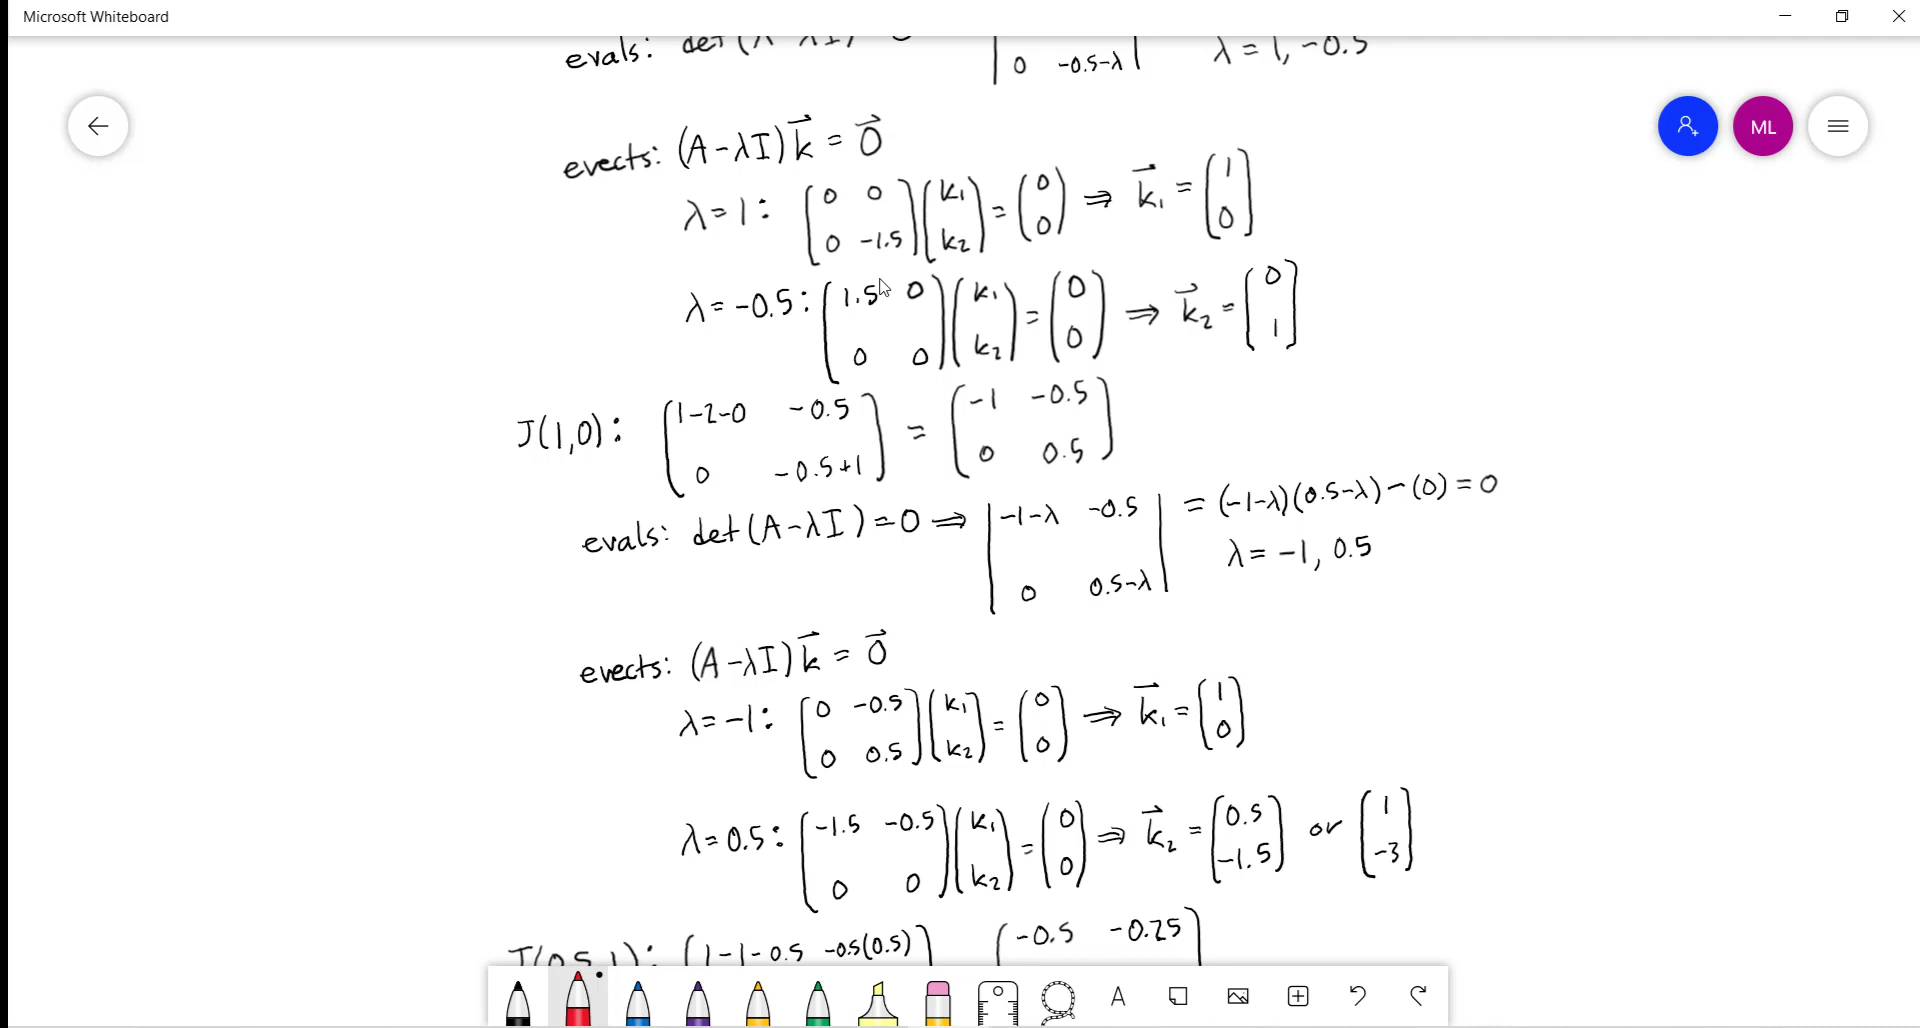 Microsoft Whiteboard
evals: det(A-λI)
| 0 -0.5-λ | λ = 1, -0.5
ML
evects: (A-λI)k⃗ = 0⃗
λ=1: (0 0; 0 -1.5)(k₁; k₂) = (0; 0) ⇒ k⃗₁ = (1; 0)
λ=-0.5: (1.5 0; 0 0)(k₁; k₂) = (0; 0) ⇒ k⃗₂ = (0; 1)
J(1,0): (1-2-0 -0.5; 0 -0.5+1) = (-1 -0.5; 0 0.5)
evals: det(A-λI)=0 ⇒ |-1-λ -0.5; 0 0.5-λ| = (-1-λ)(0.5-λ)-(0)=0
λ = -1, 0.5
evects: (A-λI)k⃗ = 0⃗
λ=-1: (0 -0.5; 0 0.5)(k₁; k₂) = (0; 0) ⇒ k⃗₁ = (1; 0)
λ=0.5: (-1.5 -0.5; 0 0)(k₁; k₂) = (0; 0) ⇒ k⃗₂ = (0.5; -1.5) or (1; -3)
J(0.5,1): (1-1-0.5 -0.5(0.5) (-0.5 -0.25
A